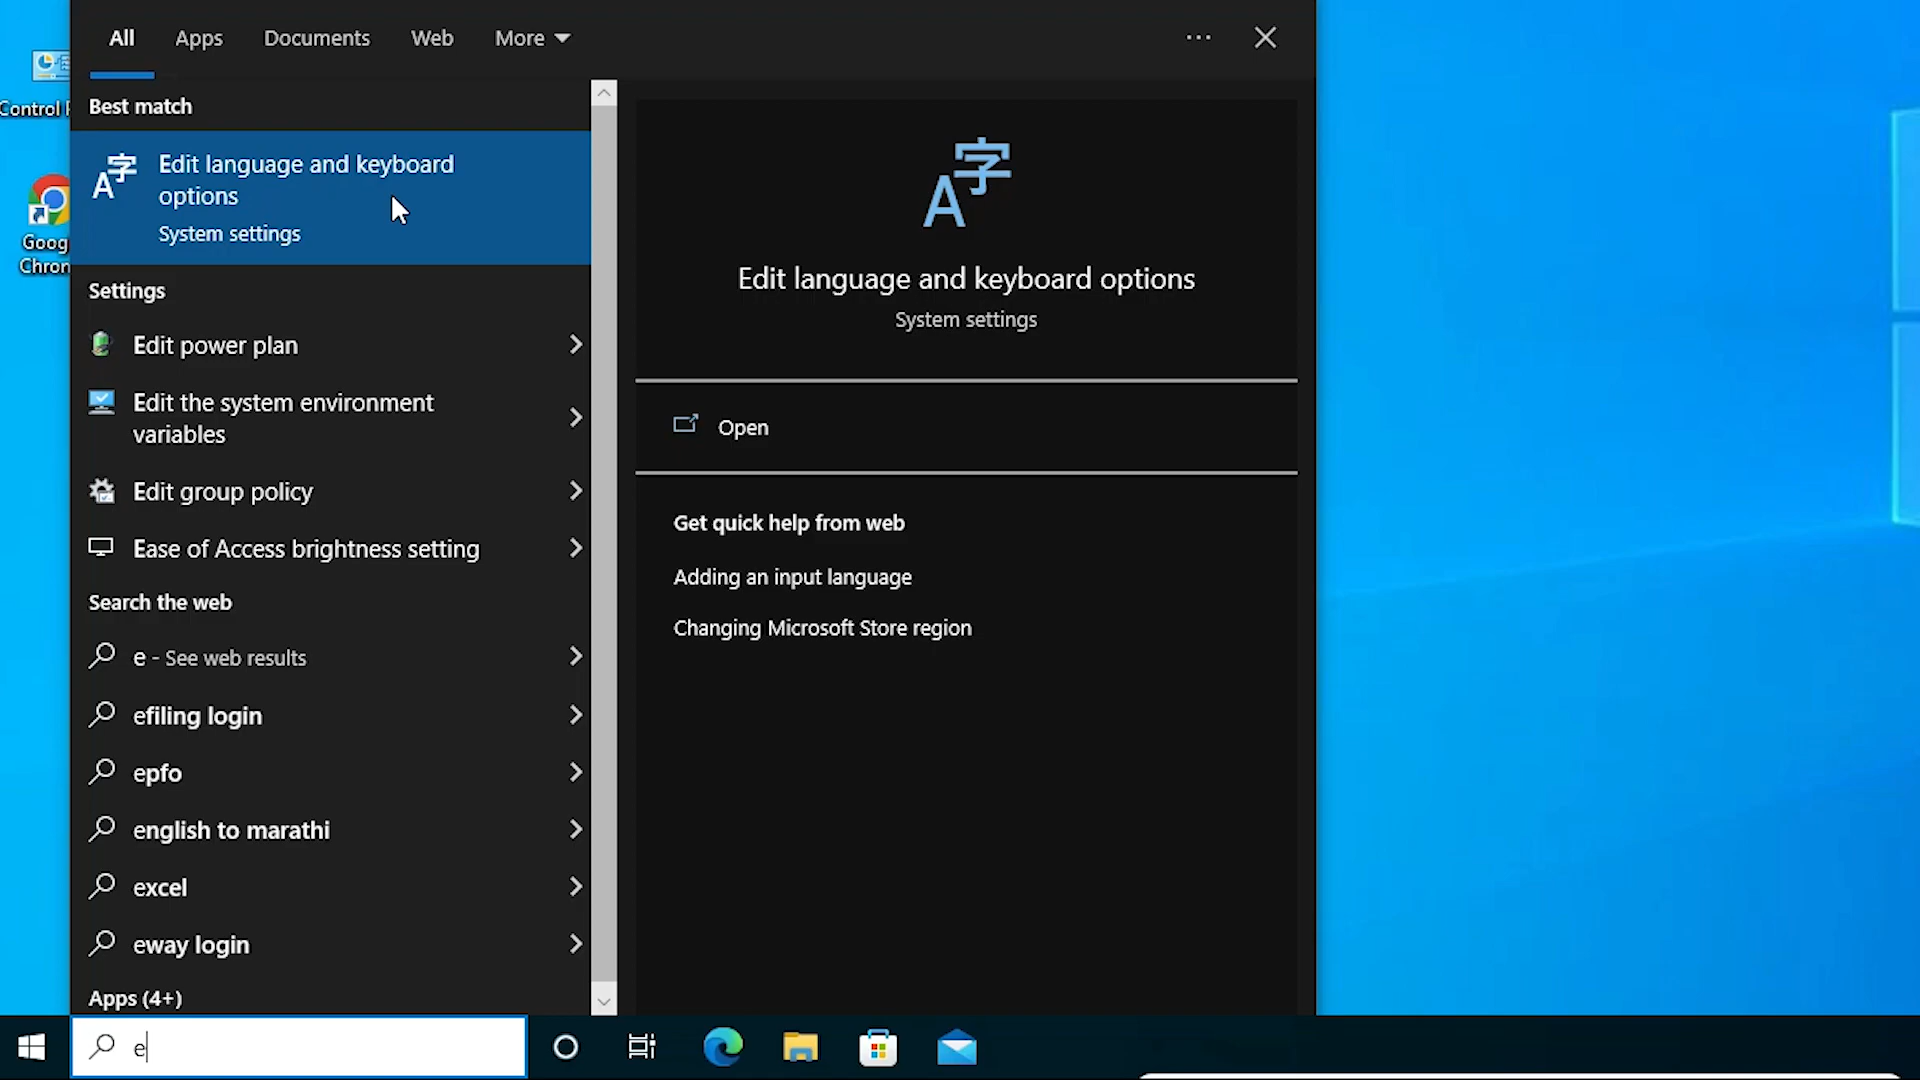 All
Apps
Documents
Web
More
Control P
Goog
Chron
Best match
Edit language and keyboard
options
System settings
Settings
Edit power plan
Edit the system environment
variables
Edit group policy
Ease of Access brightness setting
Search the web
e - See web results
efiling login
epfo
english to marathi
excel
eway login
Apps (4+)
Edit language and keyboard options
System settings
Open
Get quick help from web
Adding an input language
Changing Microsoft Store region
e